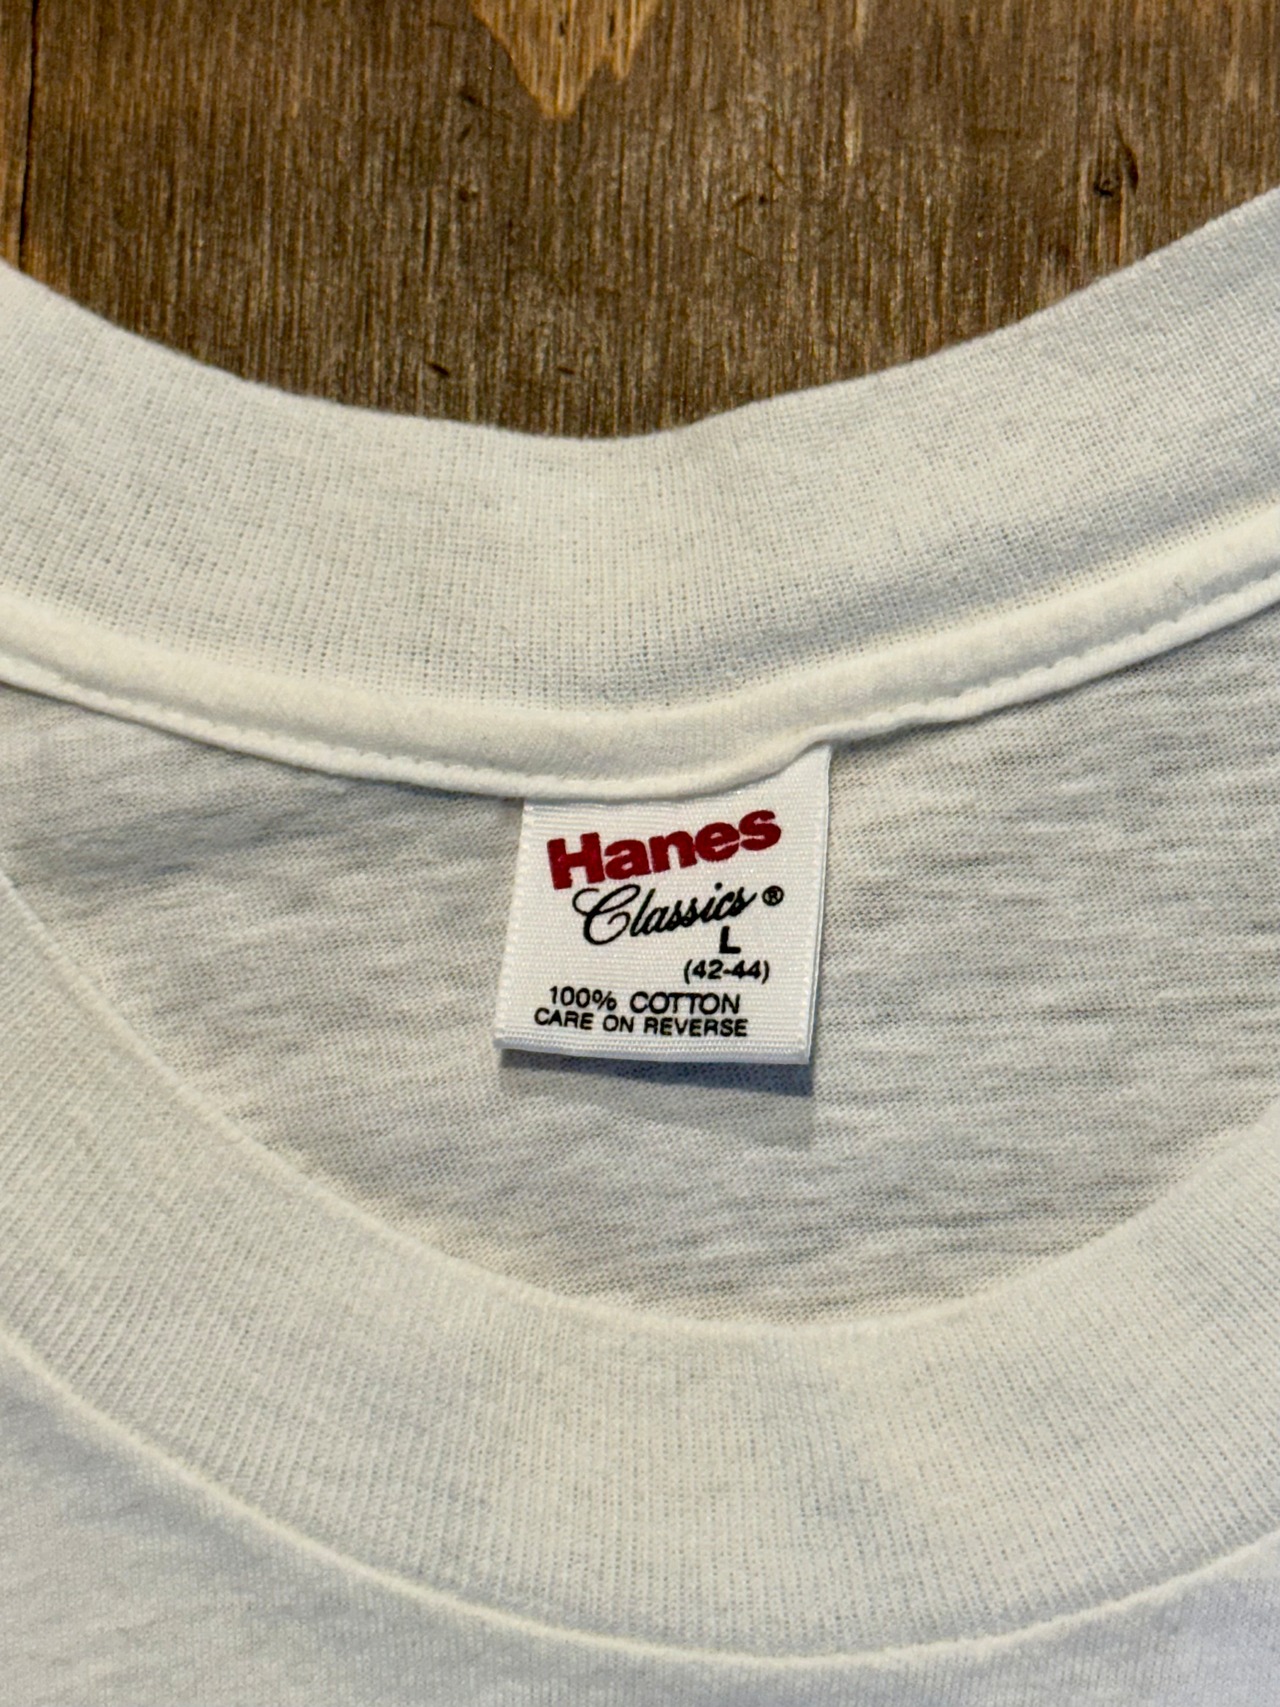 Hanes
Classics®
L
(42-44)
100% COTTON
CARE ON REVERSE